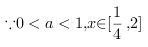 ∵0 < a < 1,x∈[1/4 ,2]